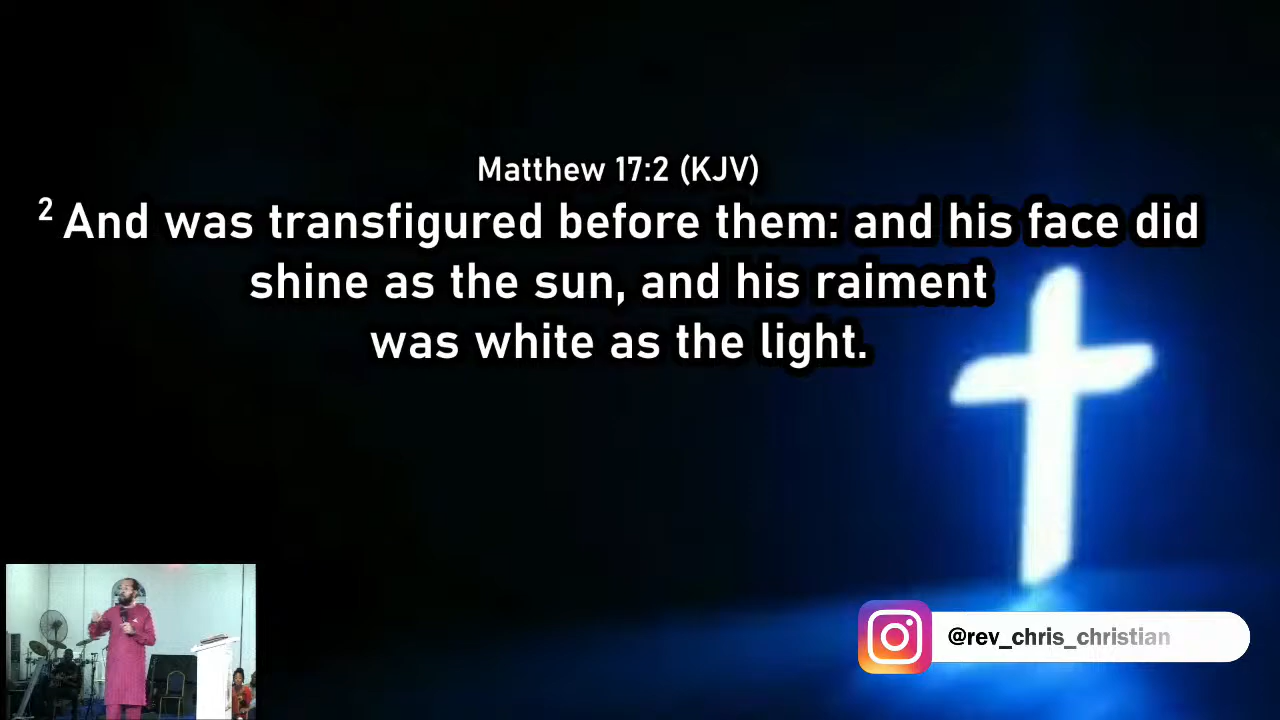 Matthew 17:2 (KJV)
2 And was transfigured before them: and his face did
shine as the sun, and his raiment
was white as the light.
@rev_chris_christian